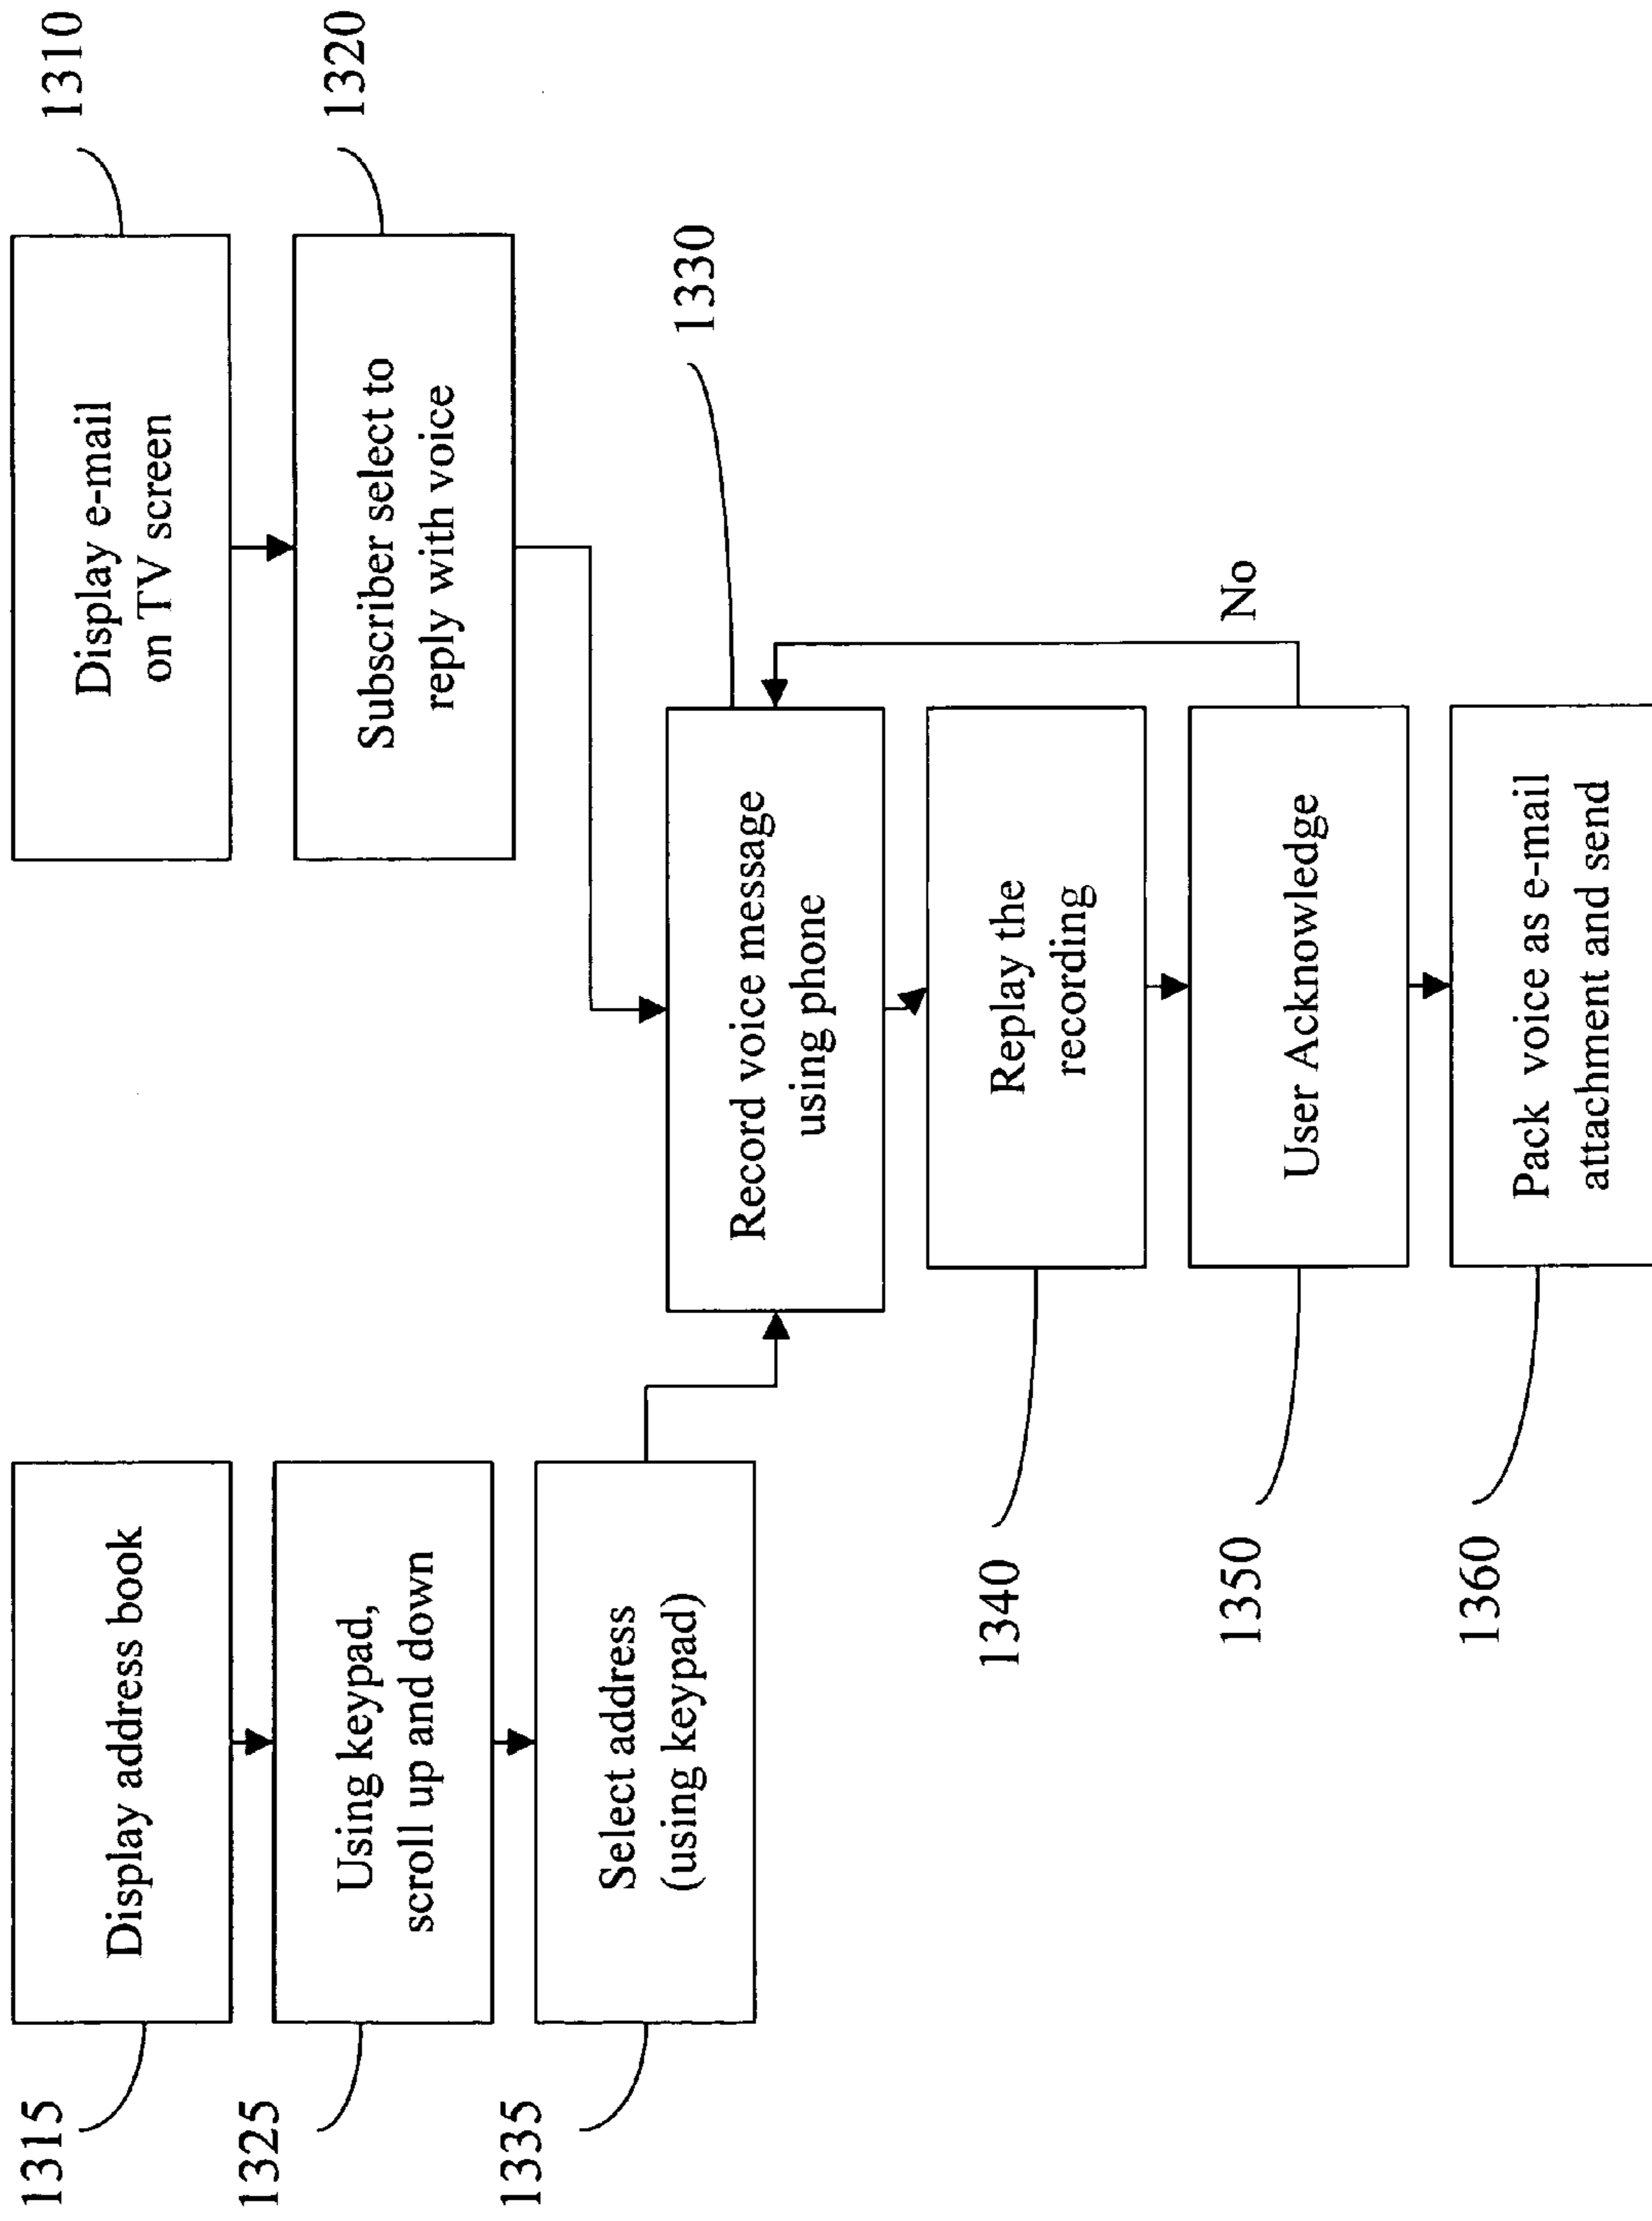 1315
Display address book
1325
Using keypad,
scroll up and down
1335
Select address
(using keypad)
Display e-mail
on TV screen
1310
Subscriber select to
reply with voice
1320
Record voice message
using phone
1330
1340
Replay the
recording
No
1350
User Acknowledge
1360
Pack voice as e-mail
attachment and send